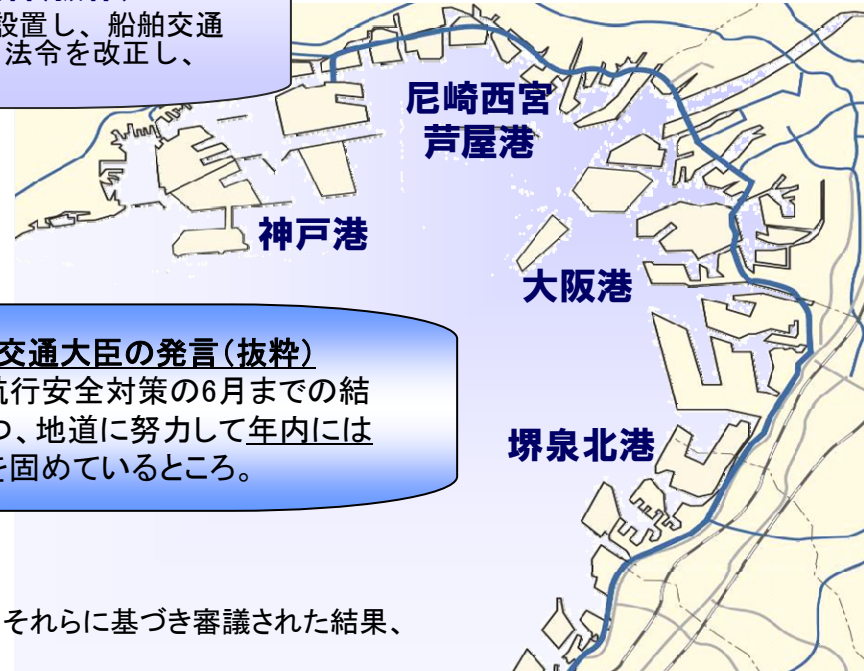 設置し、船舶交通
法令を改正し、
尼崎西宮
芦屋港
神戸港
大阪港
交通大臣の発言(抜粋)
航行安全対策の6月までの結
つ、地道に努力して年内には
を固めているところ。
堺泉北港
それらに基づき審議された結果、